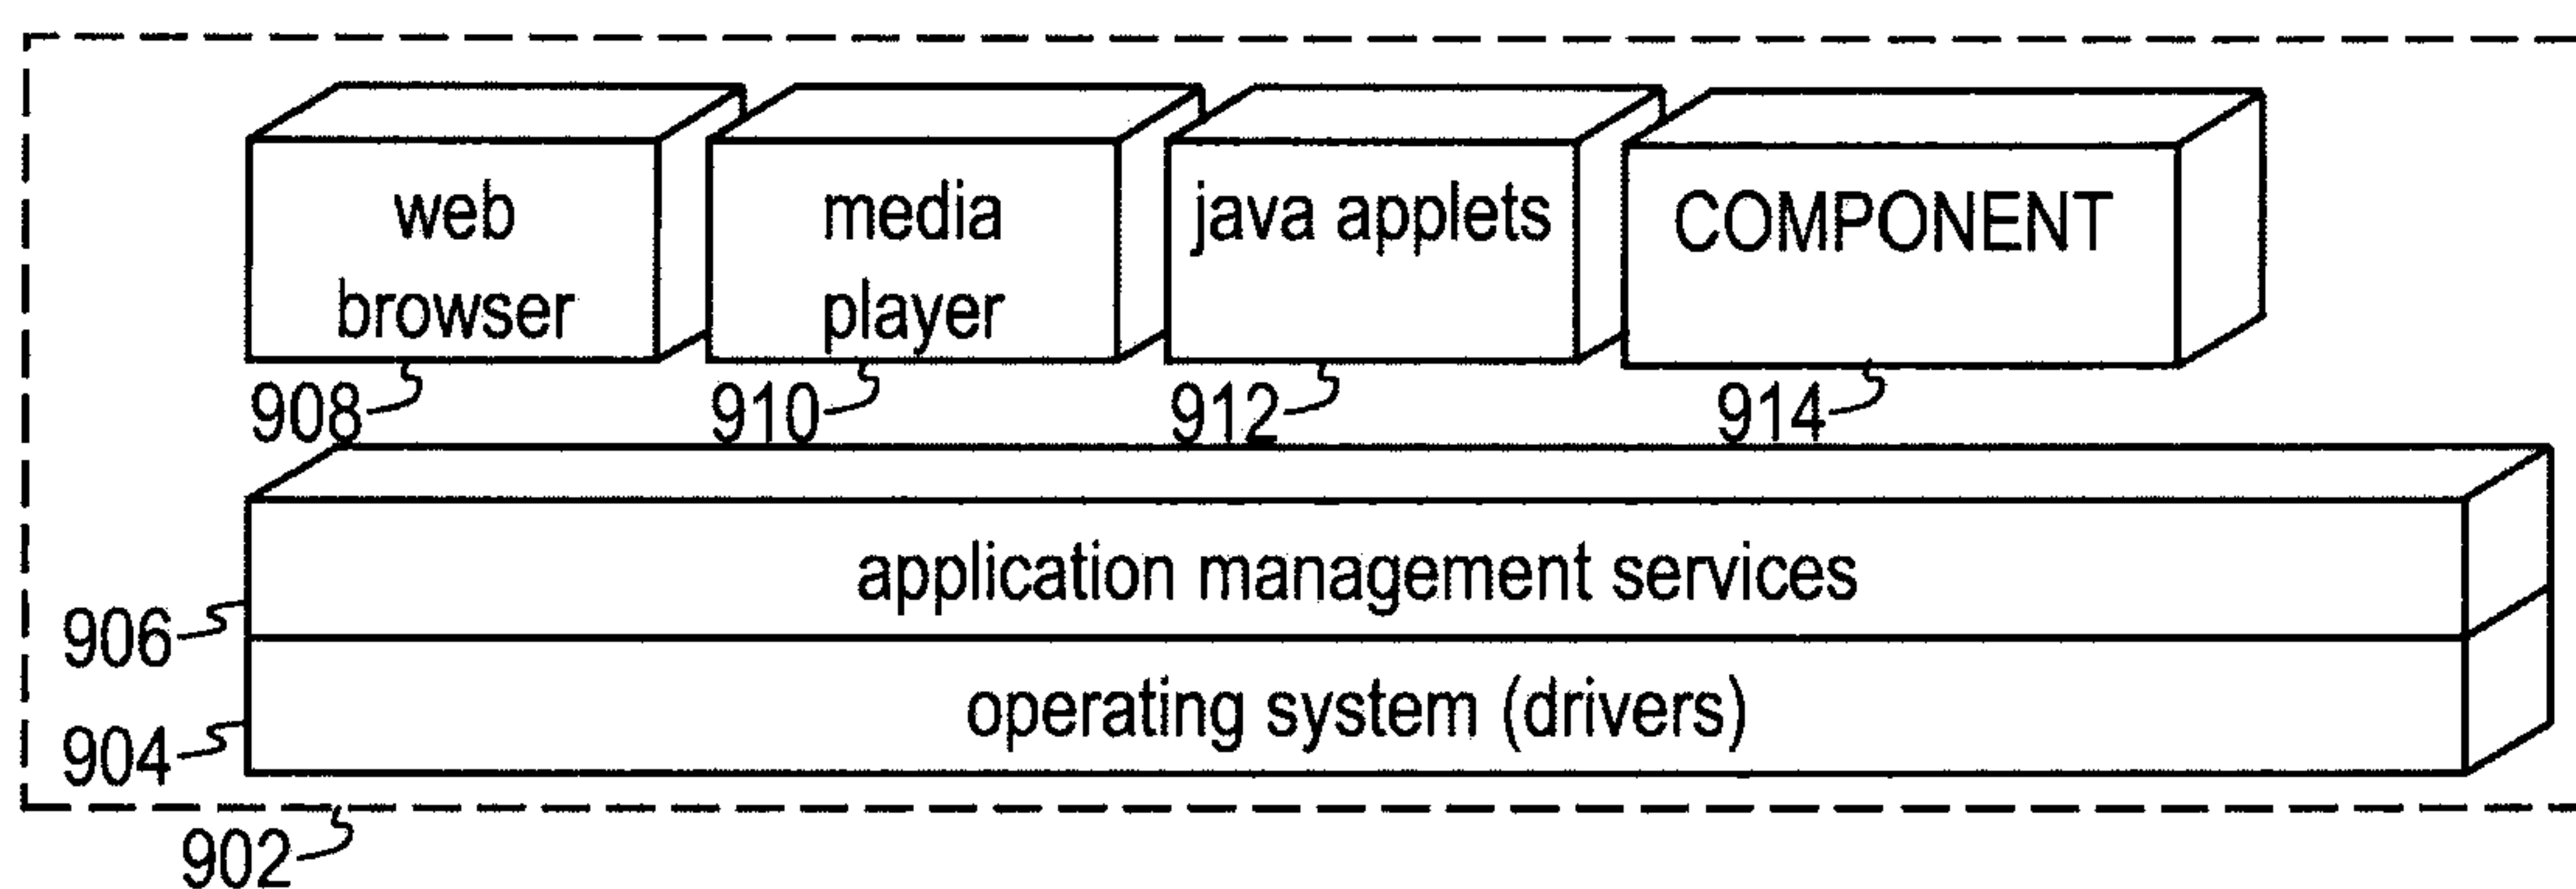 web
browser
media
player
java applets
COMPONENT
908
910
912
914
application management services
906
operating system (drivers)
904
902